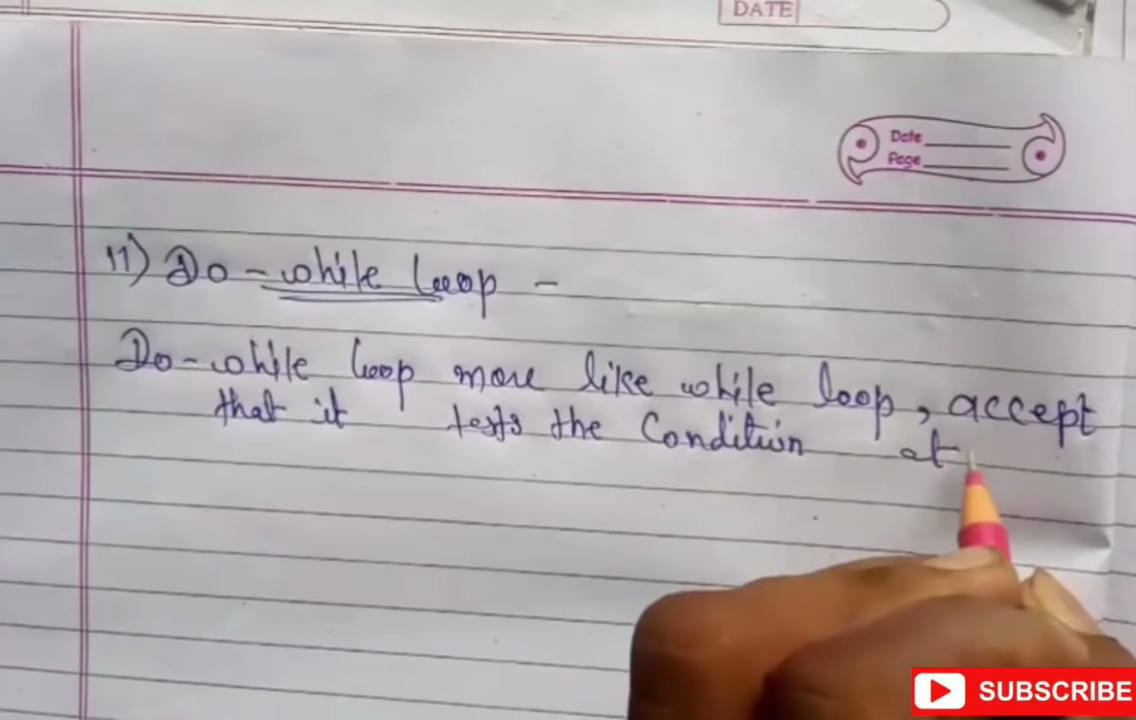 DATE
Date
Page
11) Do-while loop -
Do-while loop more like while loop, accept
that it tests the Condition at
SUBSCRIBE